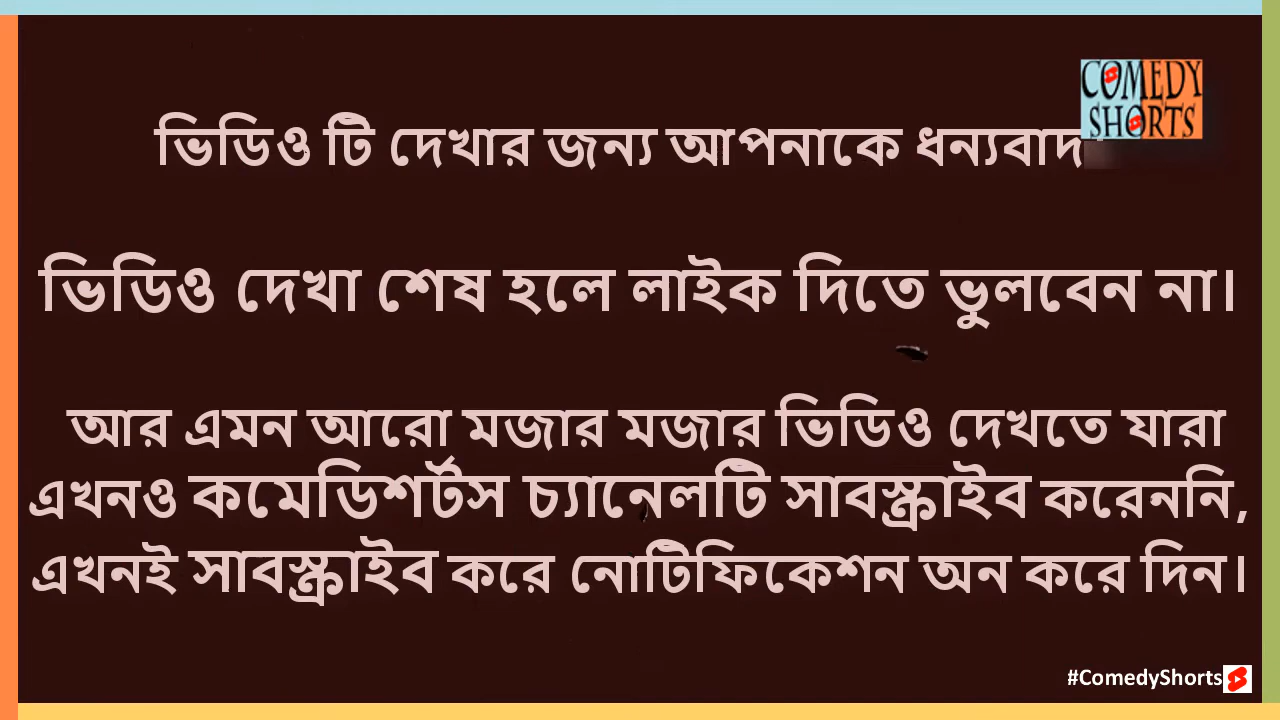 COMEDY
SHORTS
ভিডিও টি দেখার জন্য আপনাকে ধন্যবাদ
ভিডিও দেখা শেষ হলে লাইক দিতে ভুলবেন না।
আর এমন আরো মজার মজার ভিডিও দেখতে যারা
এখনও কমেডিশর্টস চ্যানেলটি সাবস্ক্রাইব করেননি,
এখনই সাবস্ক্রাইব করে নোটিফিকেশন অন করে দিন।
#ComedyShorts